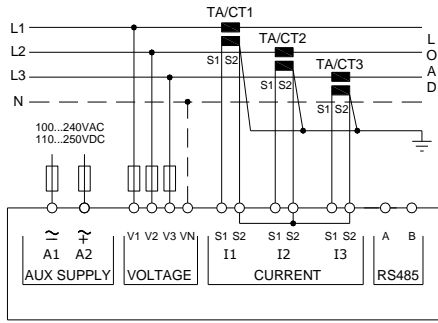 TA/CT1
L1
L
L2
TA/CT2
O
S1 S2
L3
TA/CT3
A
S1 S2
D
N
S1 S2
100...240VAC
110...250VDC
V1 V2 V3 VN S1 S2 S1 S2 S1 S2 A B
A1 A2 I1 I2 I3
AUX SUPPLY VOLTAGE CURRENT RS485